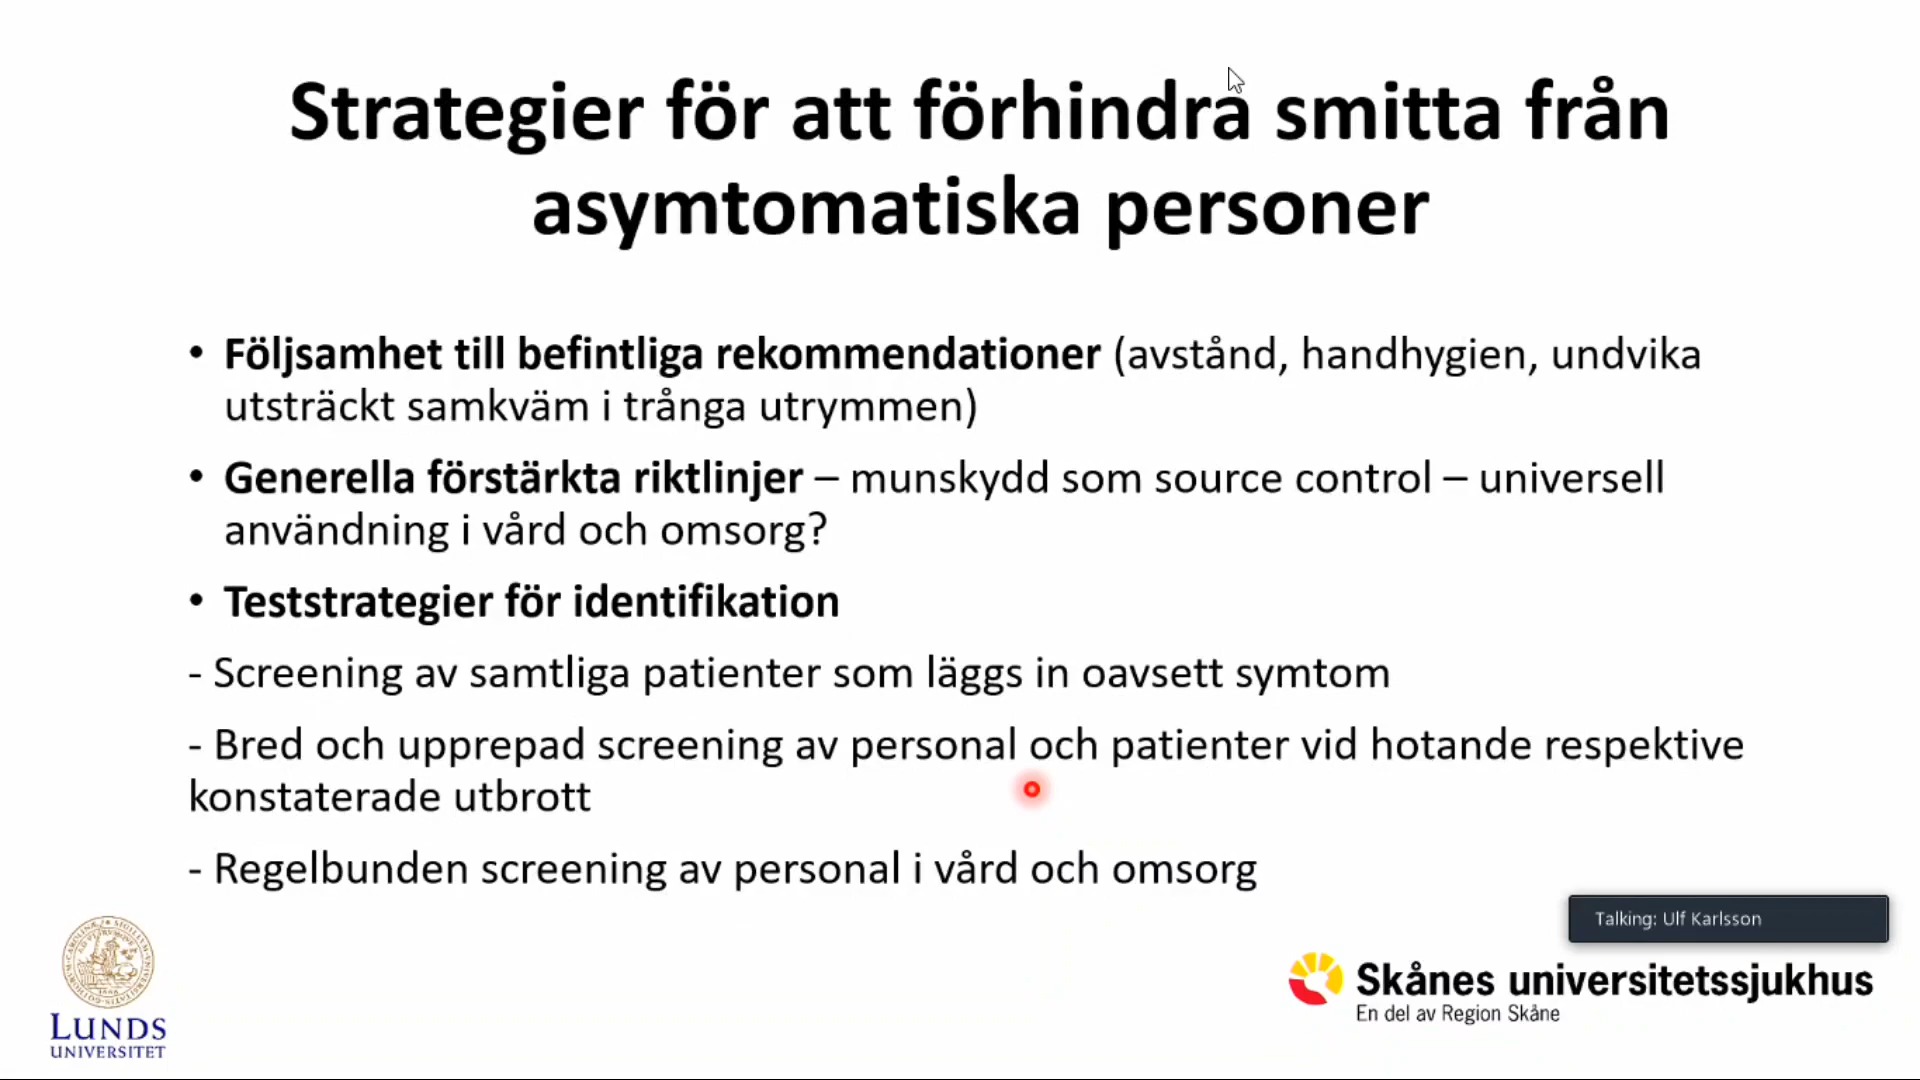 Strategier för att förhindra smitta från
asymtomatiska personer
• Följsamhet till befintliga rekommendationer (avstånd, handhygien, undvika
utsträckt samkväm i trånga utrymmen)
• Generella förstärkta riktlinjer – munskydd som source control – universell
användning i vård och omsorg?
• Teststrategier för identifikation
- Screening av samtliga patienter som läggs in oavsett symtom
- Bred och upprepad screening av personal och patienter vid hotande respektive
konstaterade utbrott
- Regelbunden screening av personal i vård och omsorg
Talking: Ulf Karlsson
LUNDS
UNIVERSITET
Skånes universitetssjukhus
En del av Region Skåne